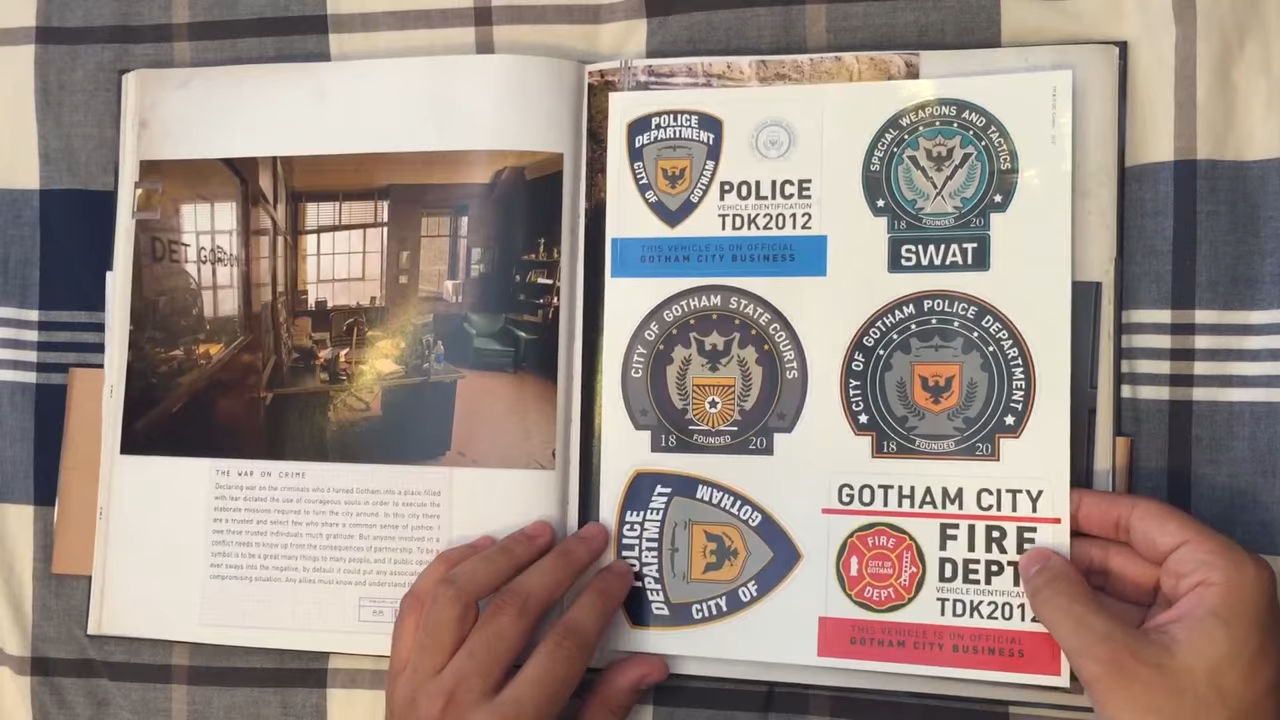 DET. GORDON
THE WAR ON CRIME
Declaring war on the criminals who'd turned Gotham into a place filled
with fear dictated the use of courageous souls in order to execute the
elaborate missions required to turn the city around. In this city there
are a trusted and select few who share a common sense of justice. I
owe these trusted individuals much gratitude. But anyone involved in a
conflict needs to know up front the consequences of partnership. To be a
symbol is to be a great many things to many people, and if public
ever sways into the negative, by default it could put any
compromising situation. Any allies must know and understand
88
POLICE
DEPARTMENT
CITY OF
GOTHAM
POLICE
VEHICLE IDENTIFICATION
TDK2012
THIS VEHICLE IS ON OFFICIAL
GOTHAM CITY BUSINESS
SPECIAL WEAPONS AND TACTICS
18 FOUNDED 20
SWAT
CITY OF GOTHAM STATE COURTS
18 FOUNDED 20
CITY OF GOTHAM POLICE DEPARTMENT
18 FOUNDED 20
POLICE
DEPARTMENT
CITY OF
GOTHAM
GOTHAM CITY
FIRE
CITY OF
GOTHAM
DEPT
FIRE
DEPT
VEHICLE
TDK2012
THIS VEHICLE IS ON OFFICIAL
GOTHAM CITY BUSINESS